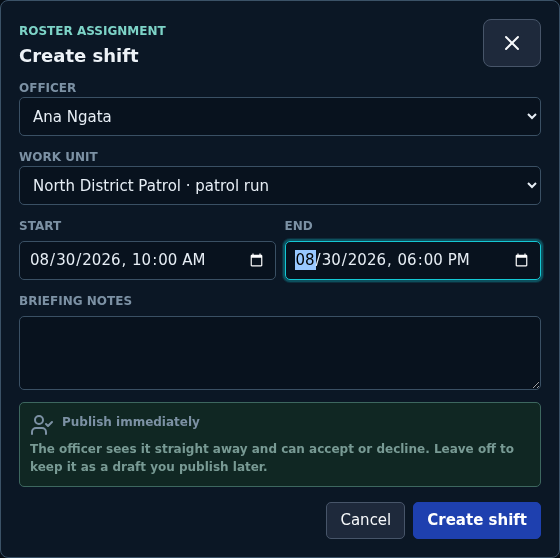 ROSTER ASSIGNMENT
Create shift
OFFICER
Ana Ngata
WORK UNIT
North District Patrol · patrol run
START
END
08/30/2026, 10:00 AM
08/30/2026, 06:00 PM
BRIEFING NOTES
Publish immediately
The officer sees it straight away and can accept or decline. Leave off to
keep it as a draft you publish later.
Cancel
Create shift